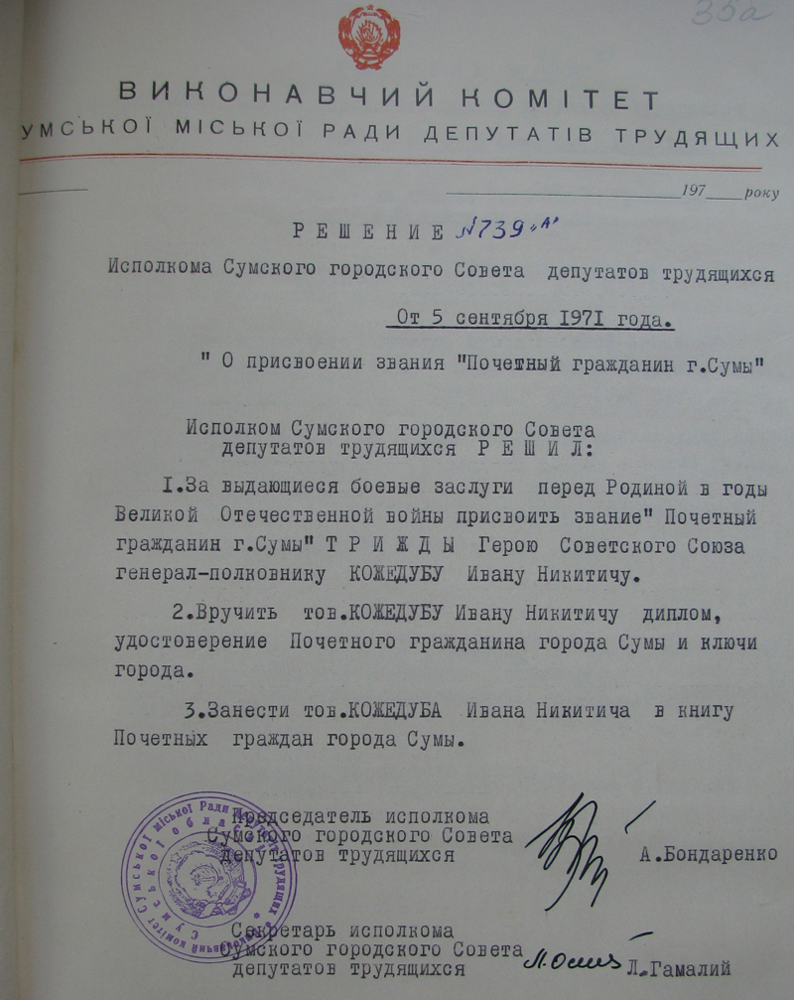 35а
ВИКОНАВЧИЙ КОМІТЕТ
УМСЬКОЇ МІСЬКОЇ РАДИ ДЕПУТАТІВ ТРУДЯЩИХ
197 року
РЕШЕНИЕ №739 "А"
Исполкома Сумского городского Совета депутатов трудящихся
От 5 сентября 1971 года.
" О присвоении звания "Почетный гражданин г.Сумы"
Исполком Сумского городского Совета
депутатов трудящихся РЕШИЛ:
1.За выдающиеся боевые заслуги перед Родиной в годы
Великой Отечественной войны присвоить звание" Почетный
гражданин г.Сумы" ТРИЖДЫ Герою Советского Союза
генерал-полковнику КОЖЕДУБУ Ивану Никитичу.
2.Вручить тов.КОЖЕДУБУ Ивану Никитичу диплом,
удостоверение Почетного гражданина города Сумы и ключи
города.
3.Занести тов.КОЖЕДУБА Ивана Никитича в книгу
Почетных граждан города Сумы.
Председатель исполкома
Сумского городского Совета
депутатов трудящихся А.Бондаренко
Секретарь исполкома
Сумского городского Совета
депутатов трудящихся Л.Гамалий
виконавчий комітет Сумської міської Ради депутатів трудящих
Сумської області